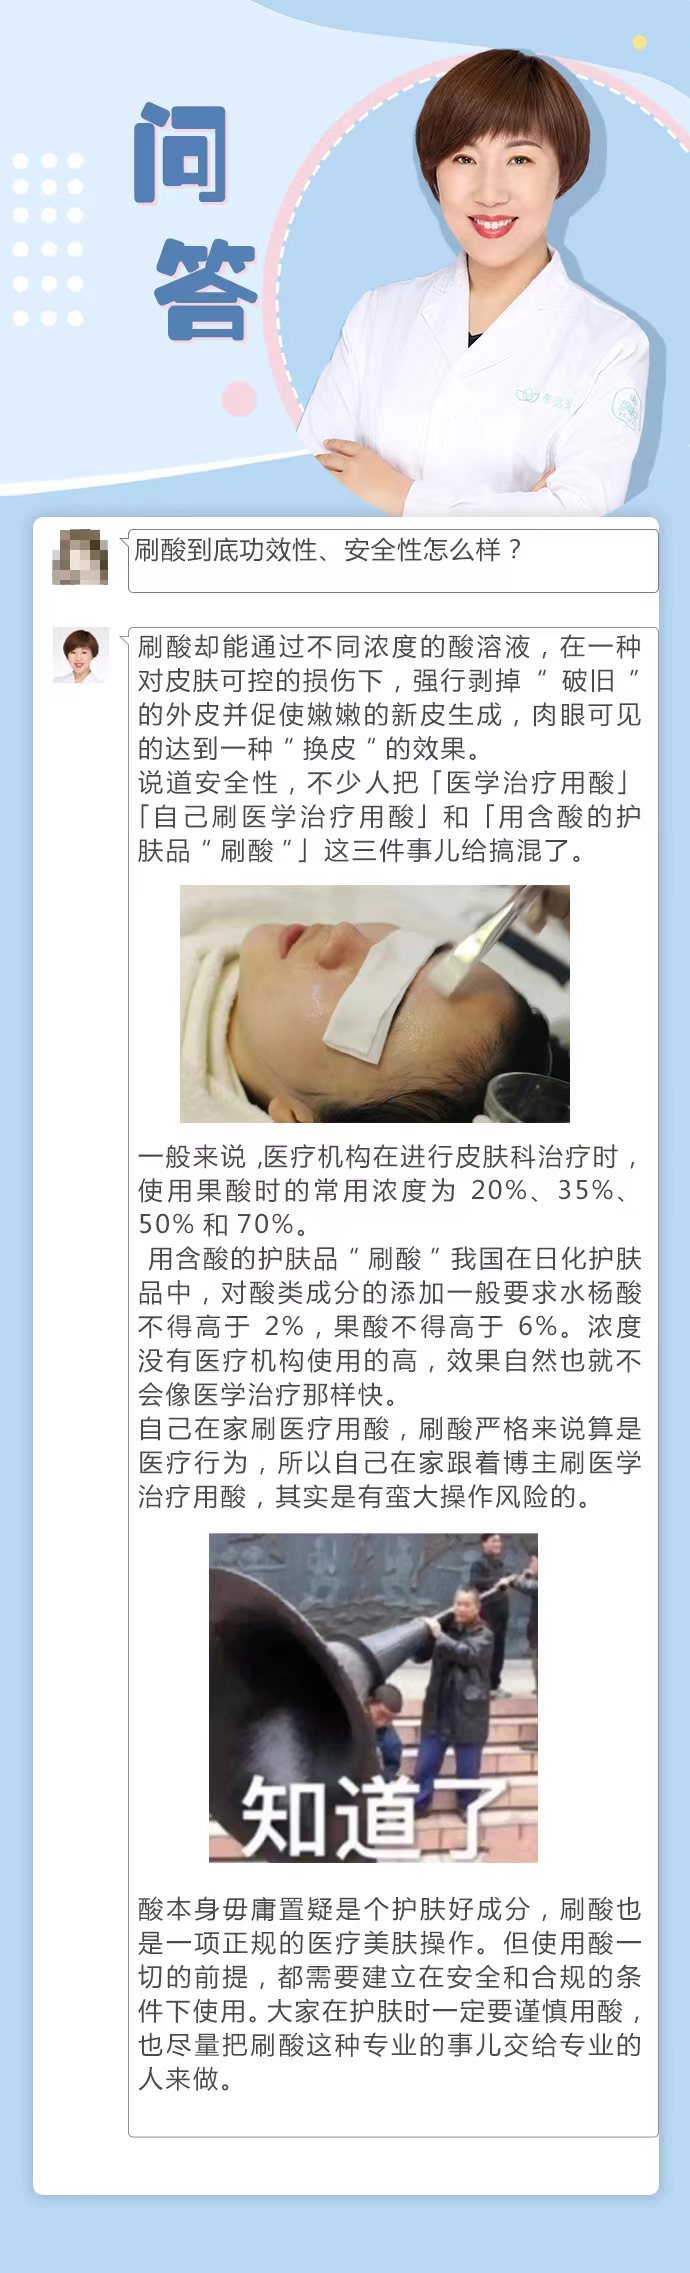 问
答
刷酸到底功效性、安全性怎么样？
刷酸却能通过不同浓度的酸溶液，在一种
对皮肤可控的损伤下，强行剥掉 “ 破旧 “
的外皮并促使嫩嫩的新皮生成，肉眼可见
的达到一种 “ 换皮 “ 的效果。
说道安全性，不少人把「医学治疗用酸」
「自己刷医学治疗用酸」和「用含酸的护
肤品 “ 刷酸 “」这三件事儿给搞混了。
一般来说 ,医疗机构在进行皮肤科治疗时，
使用果酸时的常用浓度为 20%、35%、
50% 和 70%。
用含酸的护肤品 “ 刷酸 “ 我国在日化护肤
品中，对酸类成分的添加一般要求水杨酸
不得高于 2%，果酸不得高于 6%。浓度
没有医疗机构使用的高，效果自然也就不
会像医学治疗那样快。
自己在家刷医疗用酸，刷酸严格来说算是
医疗行为，所以自己在家跟着博主刷医学
治疗用酸，其实是有蛮大操作风险的。
知道了
酸本身毋庸置疑是个护肤好成分，刷酸也
是一项正规的医疗美肤操作。但使用酸一
切的前提，都需要建立在安全和合规的条
件下使用。大家在护肤时一定要谨慎用酸，
也尽量把刷酸这种专业的事儿交给专业的
人来做。